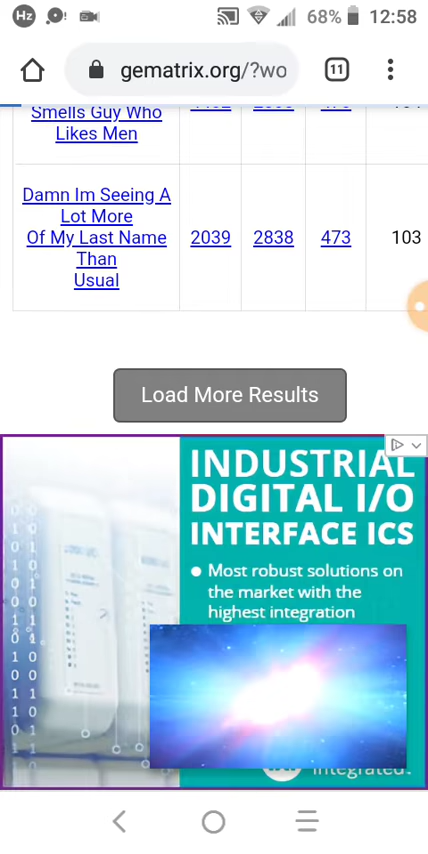 Hz
68% 12:58
gematrix.org/?wo
11
Smells Guy Who
Likes Men
Damn Im Seeing A
Lot More
Of My Last Name
Than
Usual
2039
2838
473
103
Load More Results
INDUSTRIAL
DIGITAL I/O
INTERFACE ICS
Most robust solutions on
the market with the
highest integration
integrated.